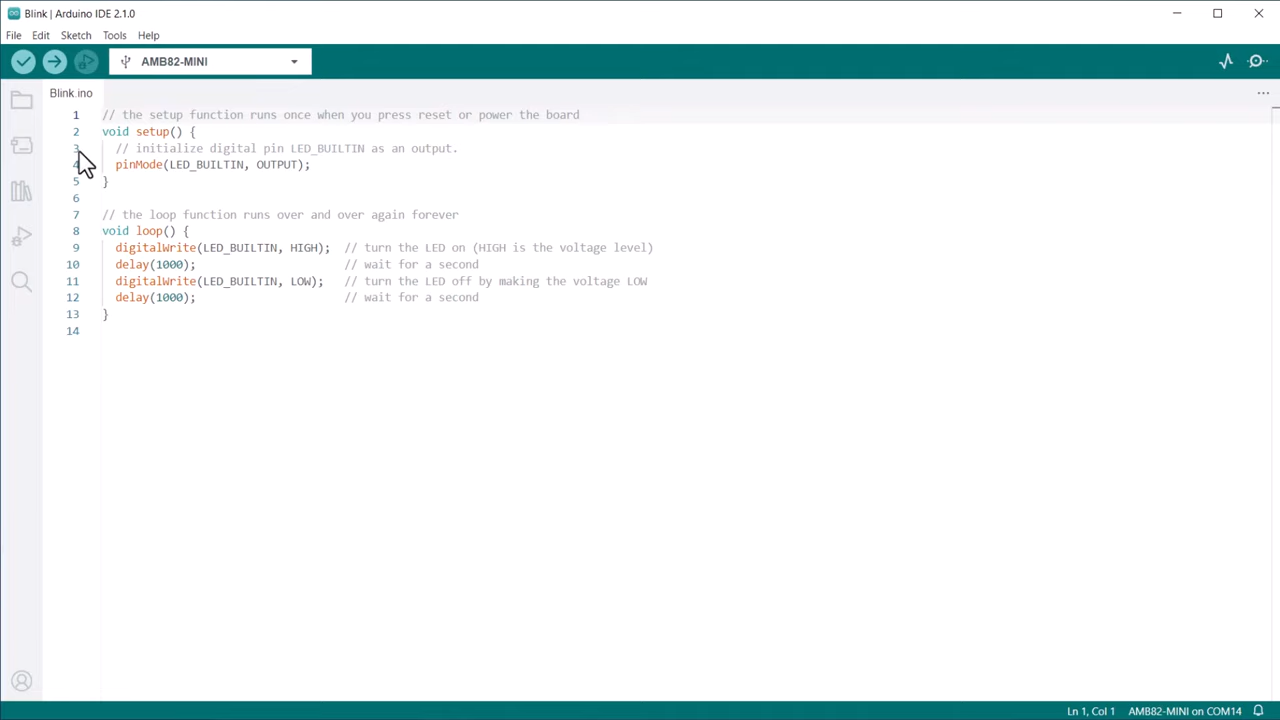 Blink | Arduino IDE 2.1.0
File Edit Sketch Tools Help
AMB82-MINI
Blink.ino
1 // the setup function runs once when you press reset or power the board
2 void setup() {
3 // initialize digital pin LED_BUILTIN as an output.
4 pinMode(LED_BUILTIN, OUTPUT);
5 }
6
7 // the loop function runs over and over again forever
8 void loop() {
9 digitalWrite(LED_BUILTIN, HIGH); // turn the LED on (HIGH is the voltage level)
10 delay(1000); // wait for a second
11 digitalWrite(LED_BUILTIN, LOW); // turn the LED off by making the voltage LOW
12 delay(1000); // wait for a second
13 }
14
Ln 1, Col 1 AMB82-MINI on COM14